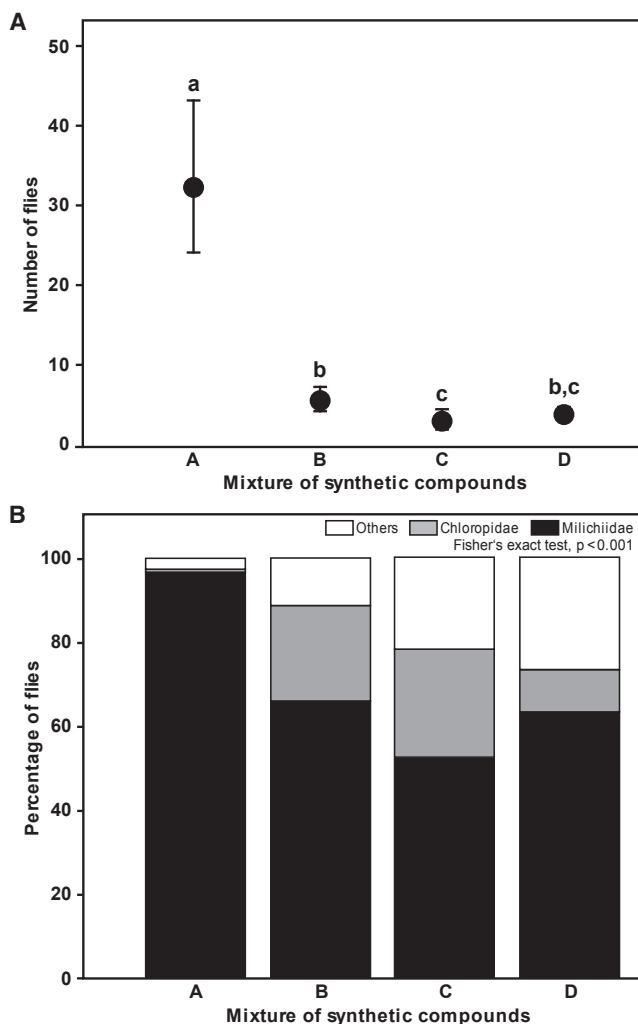 A
50
40
30
20
10
0
Number of flies
a
b
c
b,c
A B C D
Mixture of synthetic compounds
B
Others Chloropidae Milichiidae
Fisher‘s exact test, p < 0.001
100
80
60
40
20
0
Percentage of flies
A B C D
Mixture of synthetic compounds